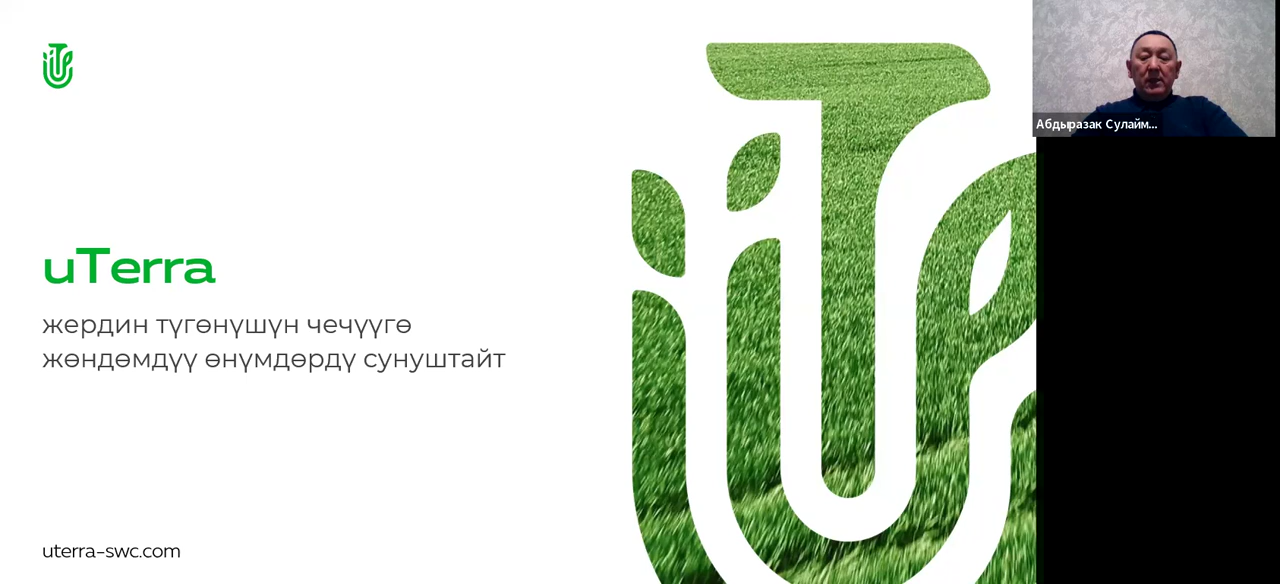 uTerra
жердин түгөнүшүн чечүүгө
жөндөмдүү өнүмдөрдү сунуштайт
uterra-swc.com
Абдыразак Сулайм...